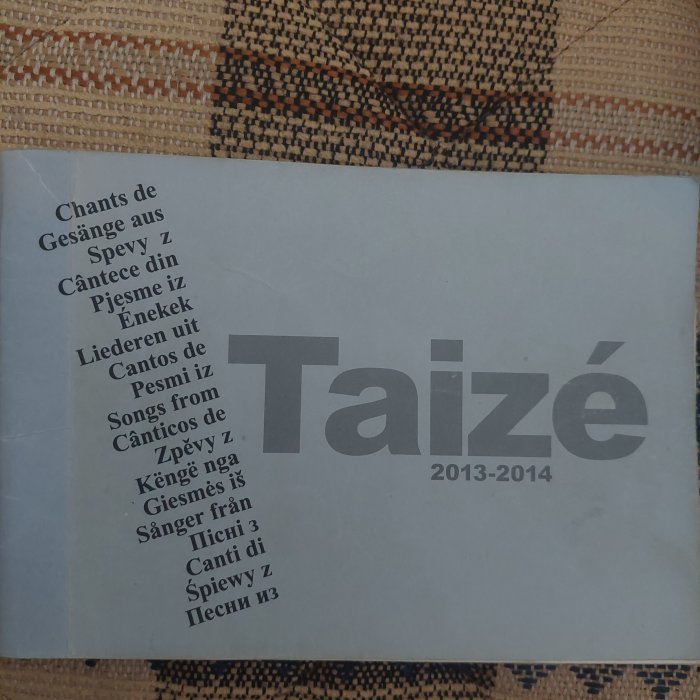 Chants de
Gesänge aus
Spevy z
Cântece din
Pjesme iz
Énekek
Liederen uit
Cantos de
Pesmi iz
Songs from
Cânticos de
Zpěvy z
Këngë nga
Giesmės iš
Sånger från
Пісні з
Canti di
Śpiewy z
Песни из
Taizé
2013-2014